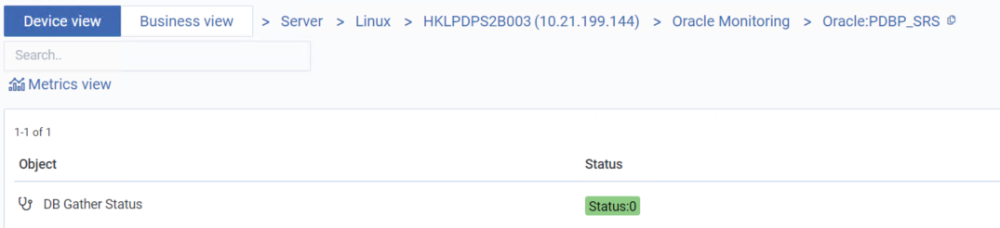 Device view Business view > Server > Linux > HKLPDPS2B003 (10.21.199.144) > Oracle Monitoring > Oracle:PDBP_SRS
Search..
Metrics view
1-1 of 1
Object Status
DB Gather Status Status:0